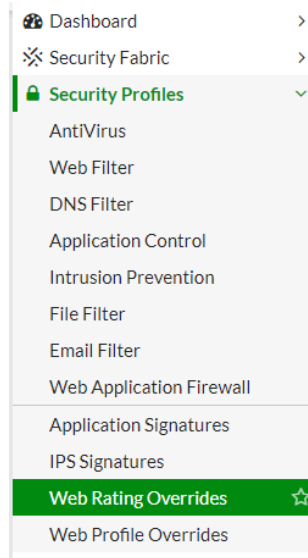 Dashboard
Security Fabric
Security Profiles
AntiVirus
Web Filter
DNS Filter
Application Control
Intrusion Prevention
File Filter
Email Filter
Web Application Firewall
Application Signatures
IPS Signatures
Web Rating Overrides
Web Profile Overrides